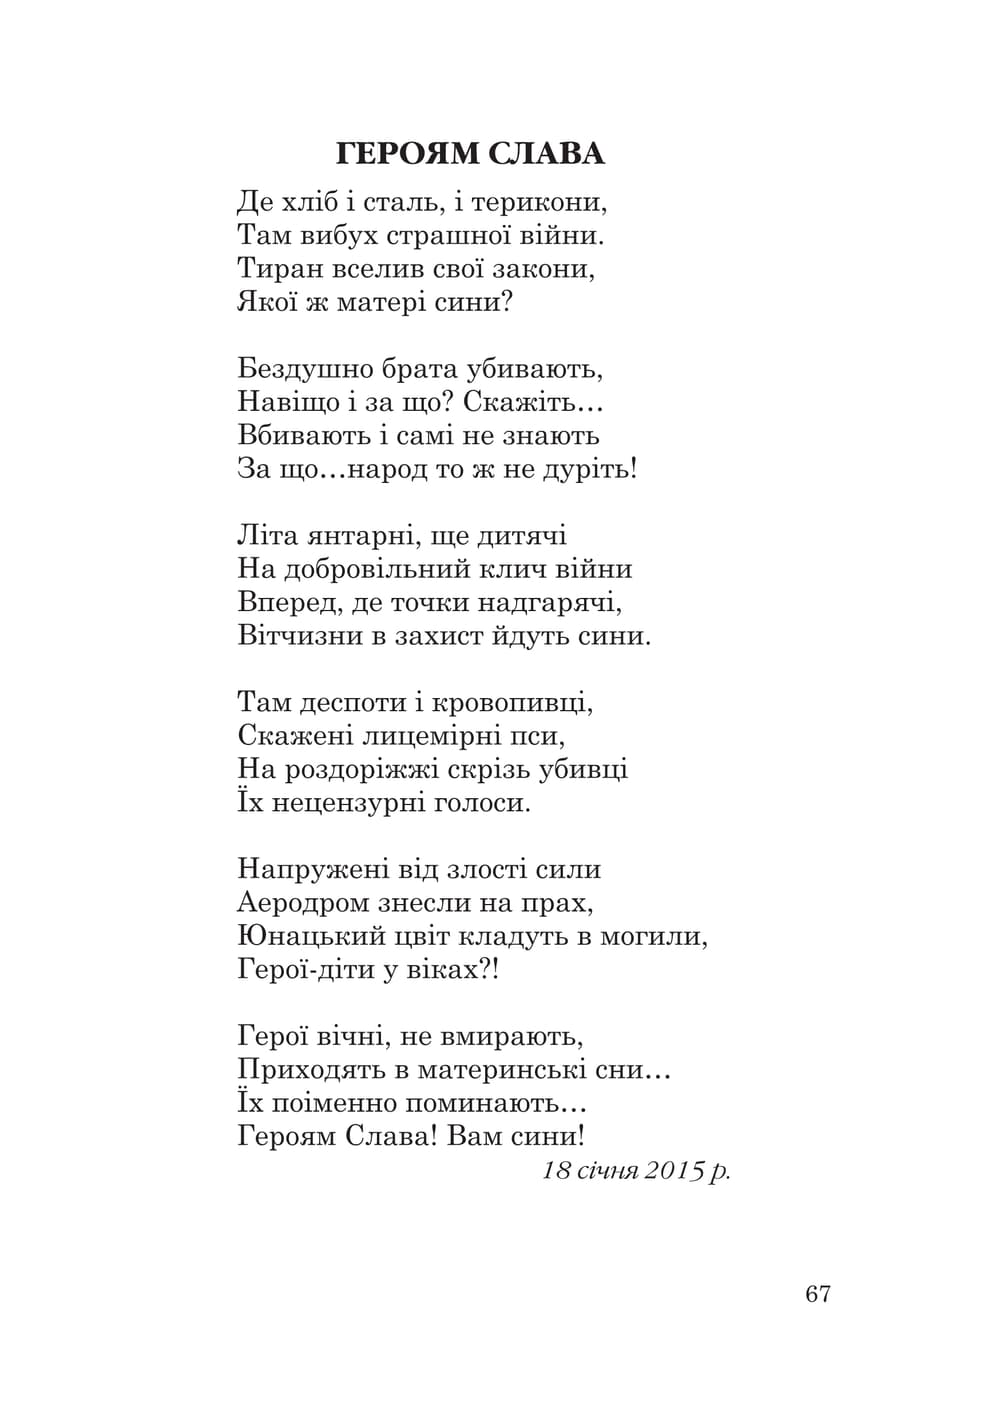 ГЕРОЯМ СЛАВА
Де хліб і сталь, і терикони,
Там вибух страшної війни.
Тиран вселив свої закони,
Якої ж матері сини?
Бездушно брата убивають,
Навіщо і за що? Скажіть…
Вбивають і самі не знають
За що…народ то ж не дуріть!
Літа янтарні, ще дитячі
На добровільний клич війни
Вперед, де точки надгарячі,
Вітчизни в захист йдуть сини.
Там деспоти і кровопивці,
Скажені лицемірні пси,
На роздоріжжі скрізь убивці
Їх нецензурні голоси.
Напружені від злості сили
Аеродром знесли на прах,
Юнацький цвіт кладуть в могили,
Герої-діти у віках?!
Герої вічні, не вмирають,
Приходять в материнські сни…
Їх поіменно поминають…
Героям Слава! Вам сини!
18 січня 2015 р.
67